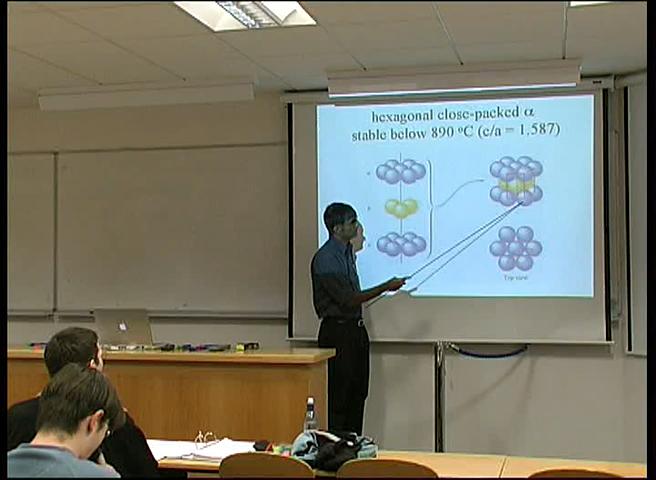 hexagonal close-packed α
stable below 890 ºC (c/a = 1.587)
Top view